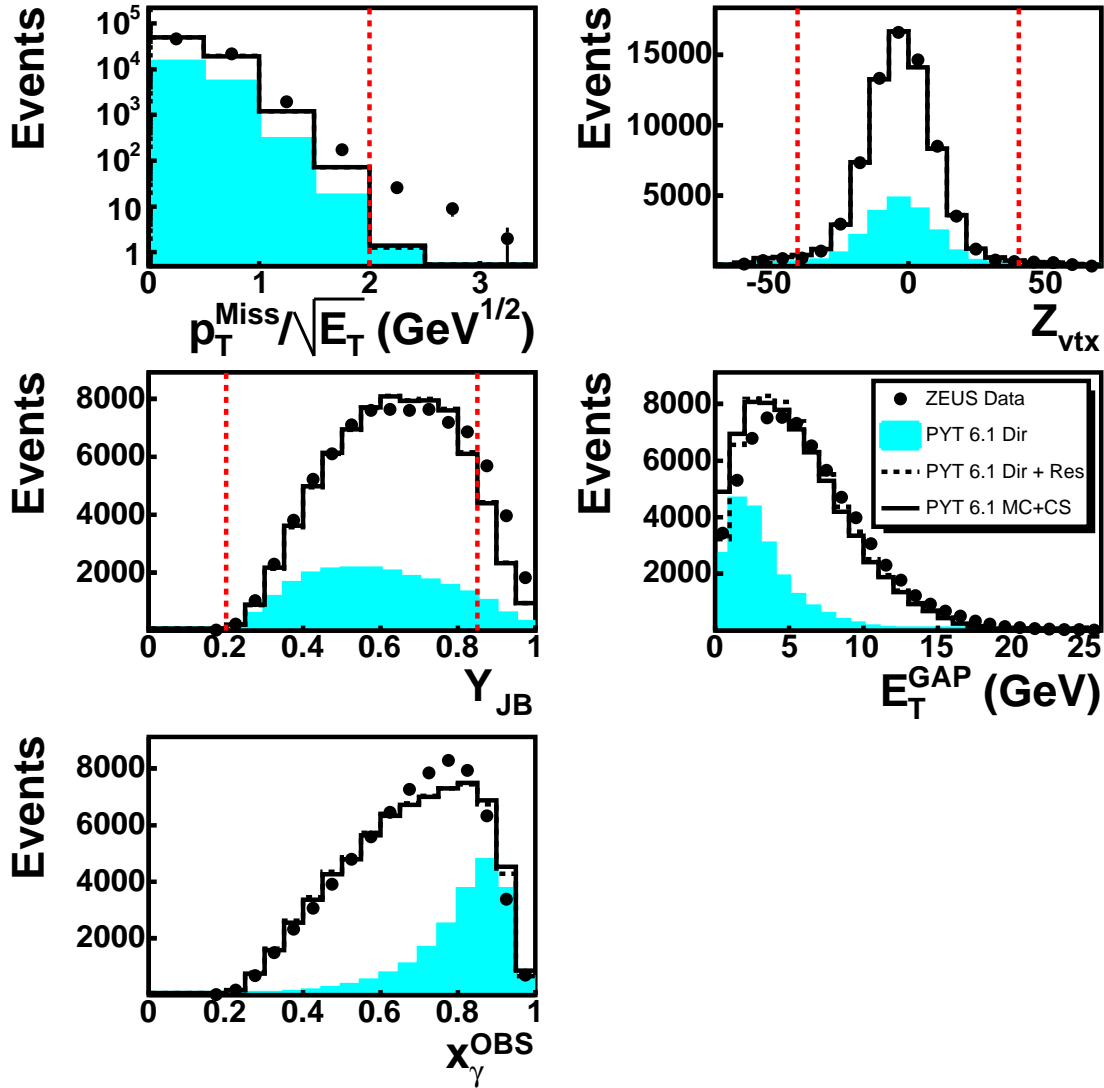 Events
10^5
10^4
10^3
10^2
10
1
0 1 2 3
p_T^Miss/√E_T (GeV^1/2)
Events
15000
10000
5000
-50 0 50
Z_vtx
Events
8000
6000
4000
2000
0 0.2 0.4 0.6 0.8 1
Y_JB
Events
8000
6000
4000
2000
0 5 10 15 20 25
E_T^GAP (GeV)
ZEUS Data
PYT 6.1 Dir
PYT 6.1 Dir + Res
PYT 6.1 MC+CS
Events
8000
6000
4000
2000
0 0.2 0.4 0.6 0.8 1
x_γ^OBS